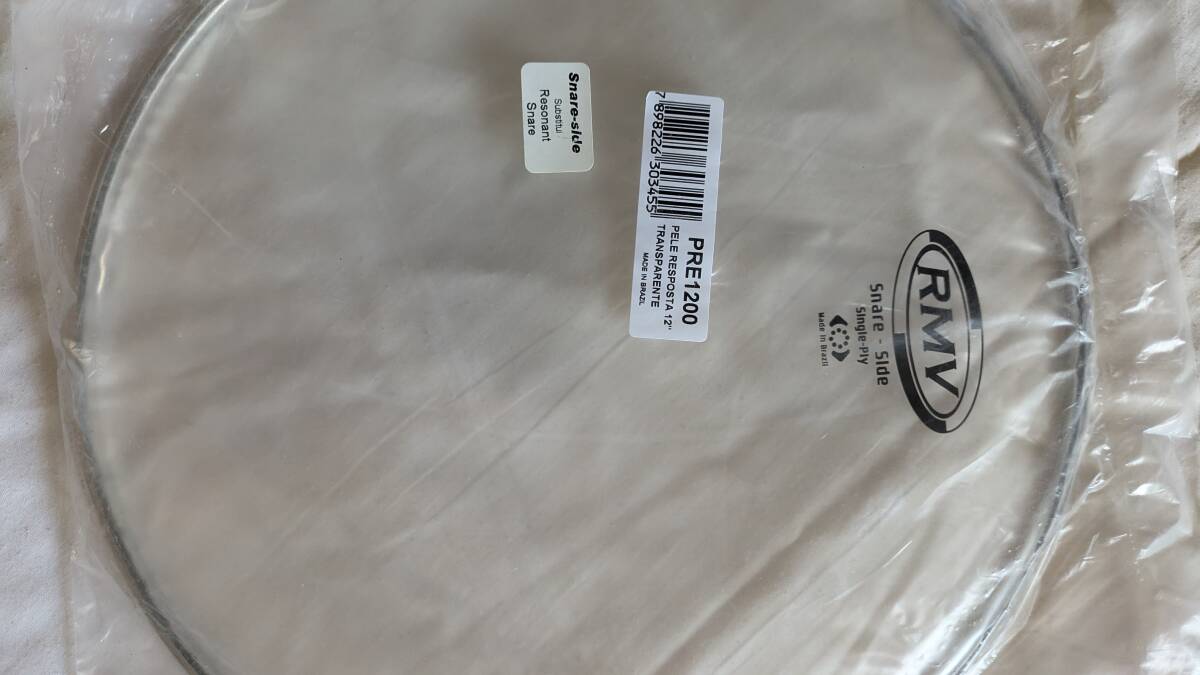 Snare-side
Substitui
Resonant
Snare
7 898226 303455
PRE1200
PELE RESPOSTA 12"
TRANSPARENTE
MADE IN BRAZIL
RMV
Snare - Side
Single-Ply
Made in Brazil